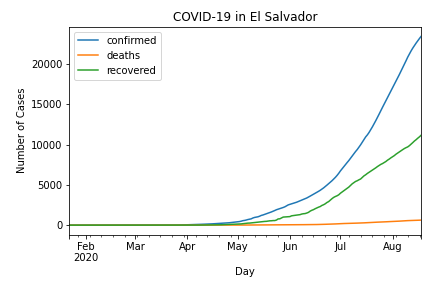 COVID-19 in El Salvador
confirmed
deaths
recovered
Number of Cases
20000
15000
10000
5000
0
Feb Mar Apr May Jun Jul Aug
2020
Day